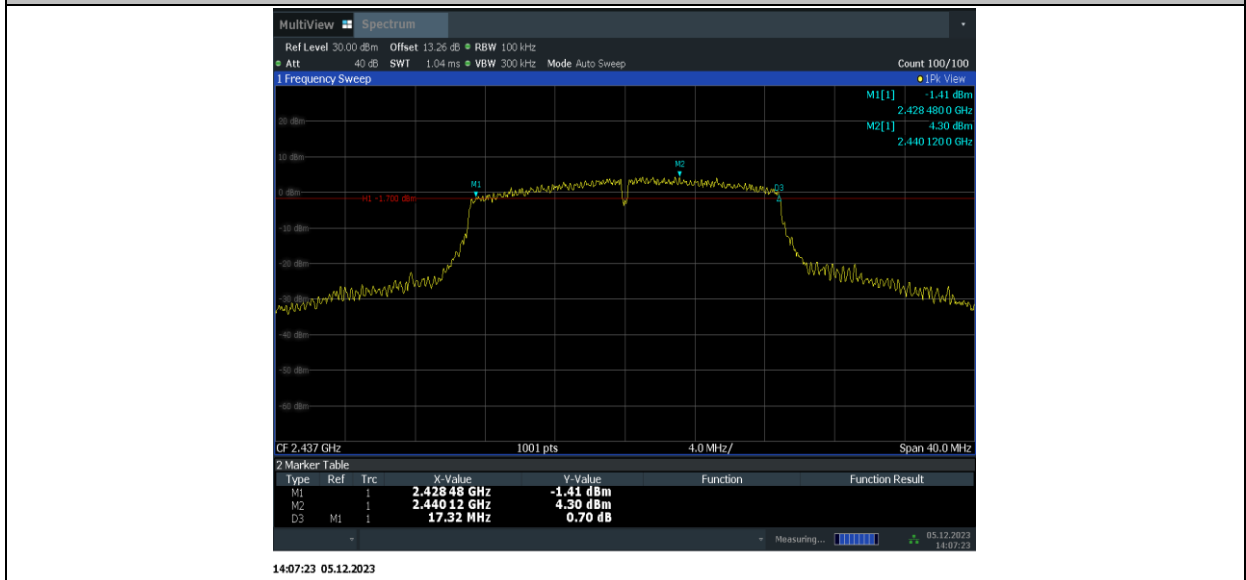 MultiView Spectrum
Ref Level 30.00 dBm Offset 13.26 dB RBW 100 kHz
Att 40 dB SWT 1.04 ms VBW 300 kHz Mode Auto Sweep Count 100/100
1 Frequency Sweep 1Pk View
M1[1] -1.41 dBm
2.428 480 0 GHz
20 dBm
M2[1] 4.30 dBm
2.440 120 0 GHz
10 dBm
M2
M1
D3
0 dBm
H1 -1.700 dBm
-10 dBm
-20 dBm
-30 dBm
-40 dBm
-50 dBm
-60 dBm
CF 2.437 GHz 1001 pts 4.0 MHz/ Span 40.0 MHz
2 Marker Table
Type Ref Trc X-Value Y-Value Function Function Result
M1 1 2.428 48 GHz -1.41 dBm
M2 1 2.440 12 GHz 4.30 dBm
D3 M1 1 17.32 MHz 0.70 dB
Measuring... 05.12.2023
14:07:23
14:07:23 05.12.2023